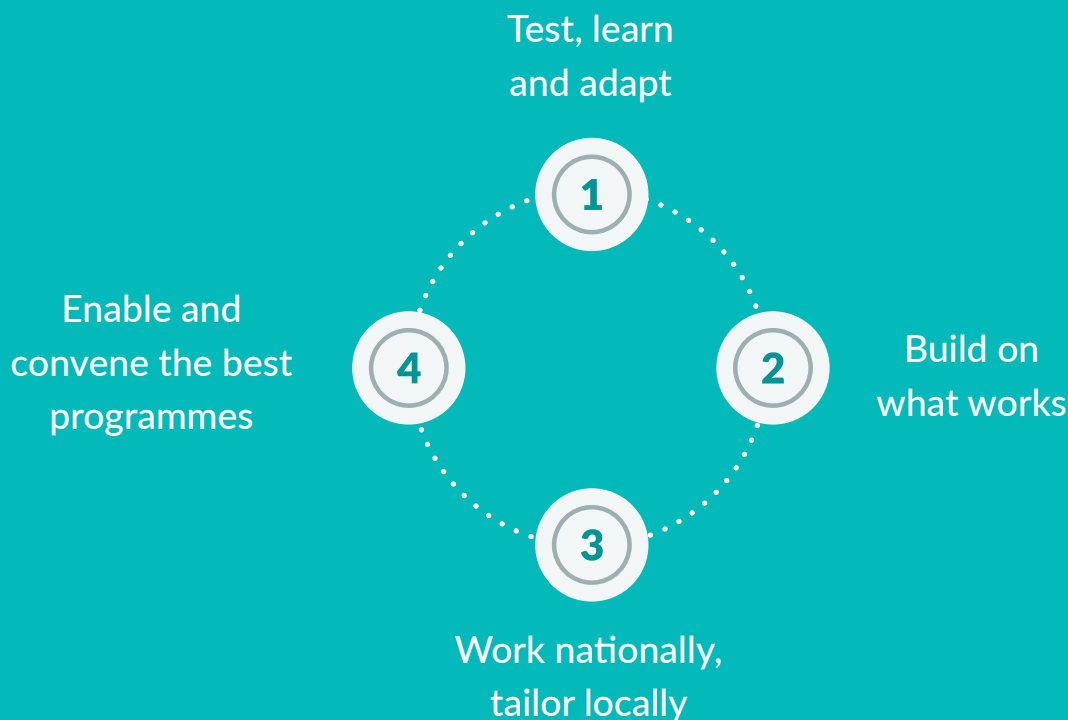 Test, learn
and adapt
1
2
Build on
what works
3
Work nationally,
tailor locally
4
Enable and
convene the best
programmes